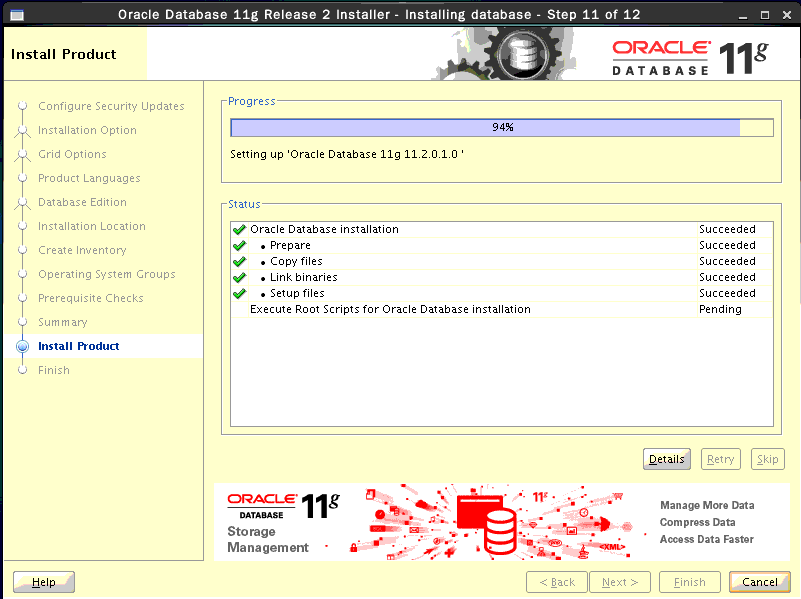 Oracle Database 11g Release 2 Installer - Installing database - Step 11 of 12
Install Product
ORACLE
DATABASE 11g
Configure Security Updates
Installation Option
Grid Options
Product Languages
Database Edition
Installation Location
Create Inventory
Operating System Groups
Prerequisite Checks
Summary
Install Product
Finish
Progress
94%
Setting up 'Oracle Database 11g 11.2.0.1.0 '
Status
Oracle Database installation Succeeded
• Prepare Succeeded
• Copy files Succeeded
• Link binaries Succeeded
• Setup files Succeeded
Execute Root Scripts for Oracle Database installation Pending
Details Retry Skip
ORACLE
DATABASE 11g
Storage
Management
11g
<XML>
Manage More Data
Compress Data
Access Data Faster
Help < Back Next > Finish Cancel